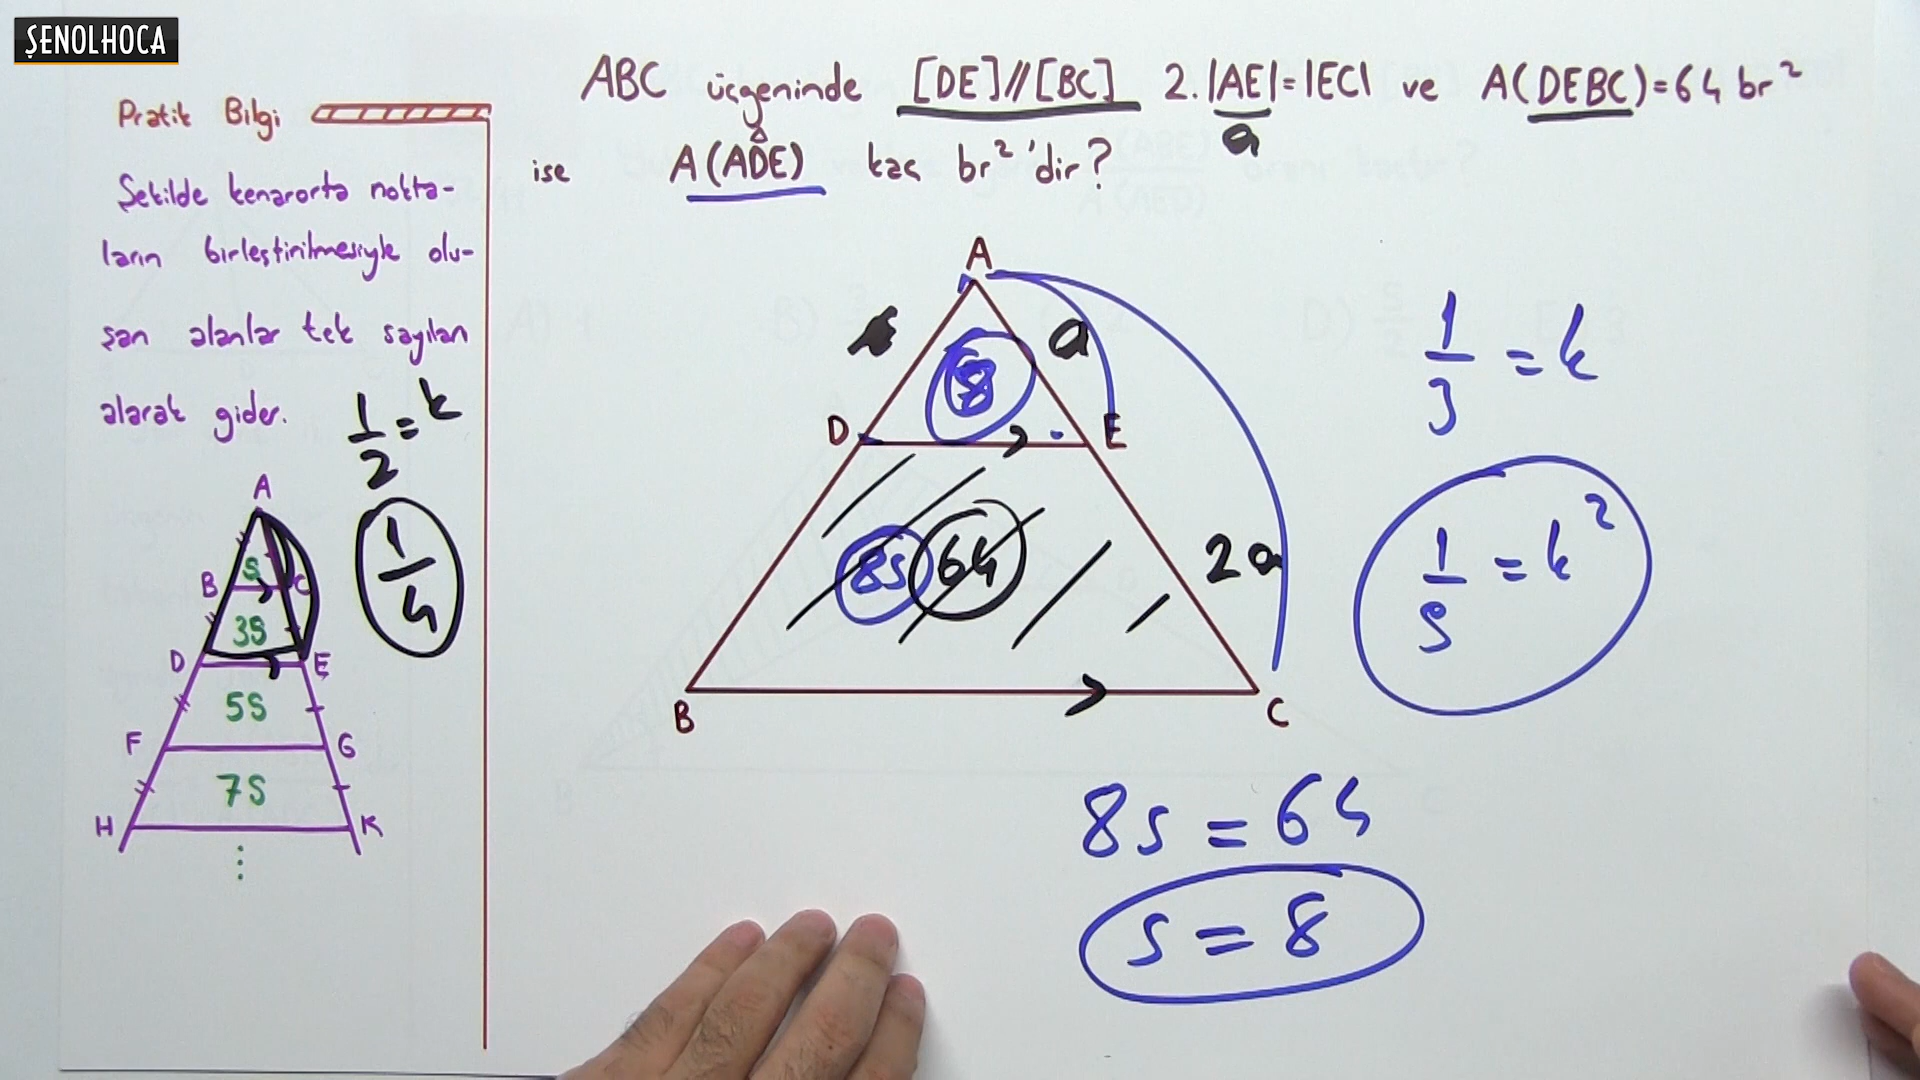 ŞENOLHOCA
ABC üçgeninde [DE]//[BC] 2.|AE|=|EC| ve A(DEBC)=64 br²
a
ise A(ADE) kaç br²'dir?
Pratik Bilgi
Şekilde kenarorta nokta-
ların birleştirilmesiyle olu-
şan alanlar tek sayıları
alarak gider.
1/2 = k
1/4
A
S
B C
3S
D E
5S
F G
7S
H K
⋮
A
a
8
D E
8S 64
2a
B C
1/3 = k
1/9 = k²
8s = 64
s = 8